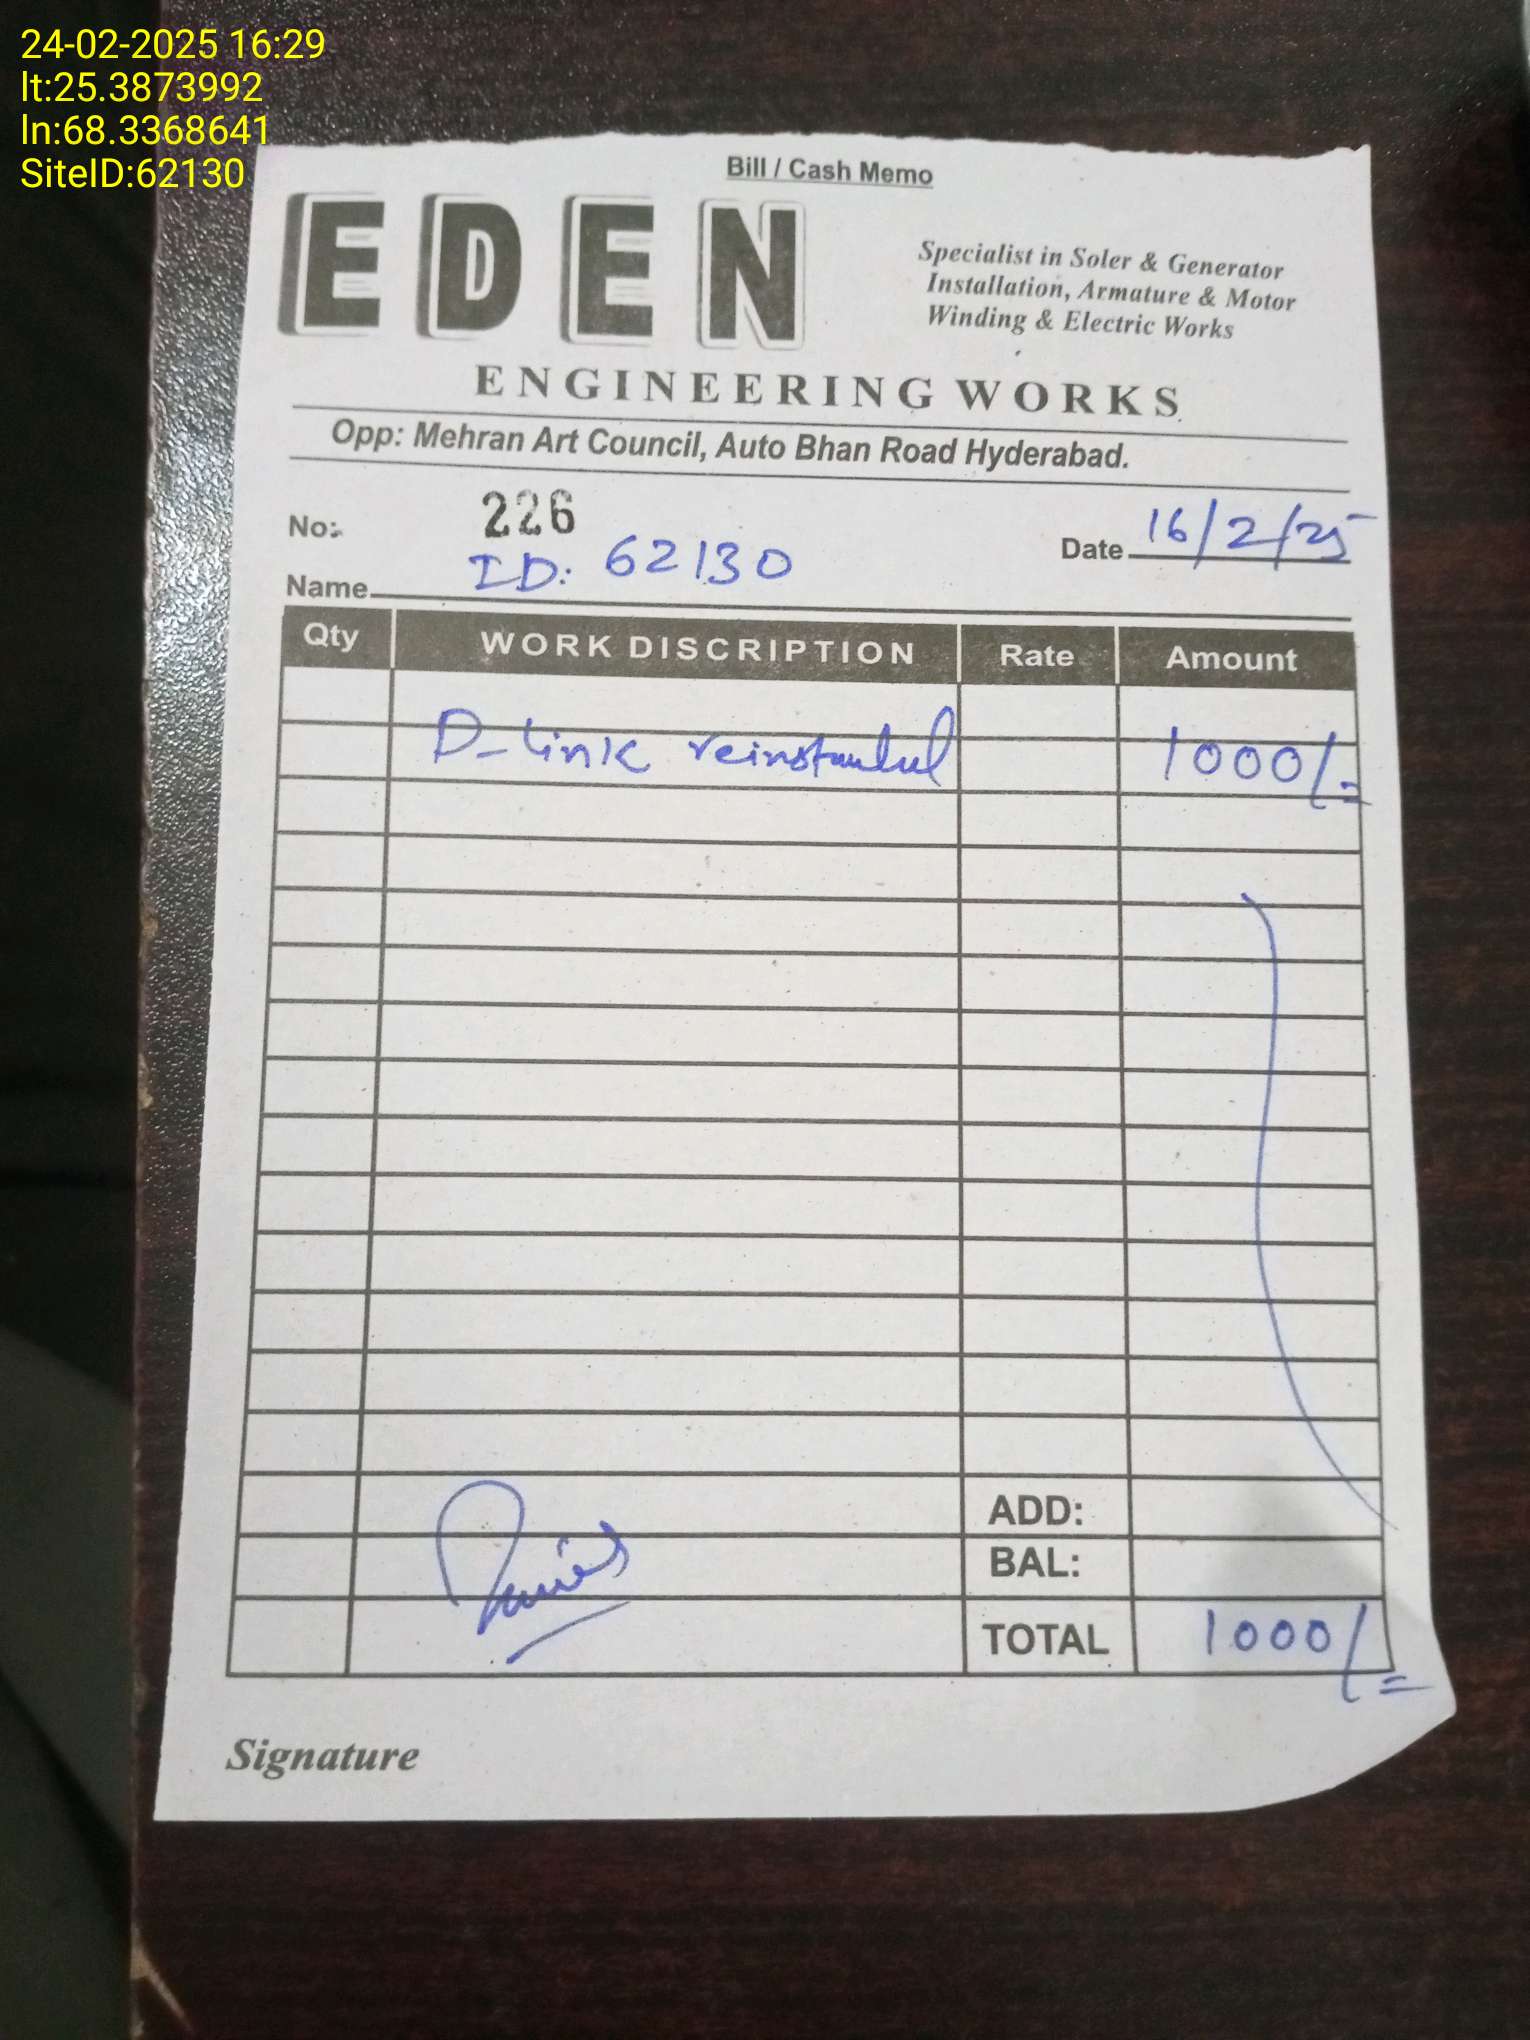 24-02-2025 16:29
lt:25.3873992
ln:68.3368641
SiteID:62130
Bill / Cash Memo
EDEN
Specialist in Soler & Generator
Installation, Armature & Motor
Winding & Electric Works
ENGINEERING WORKS
Opp: Mehran Art Council, Auto Bhan Road Hyderabad.
No: 226
Date 16/2/25
Name ID: 62130
Qty WORK DISCRIPTION Rate Amount
D-link 1000/=
ADD:
BAL:
TOTAL 1000/=
Signature